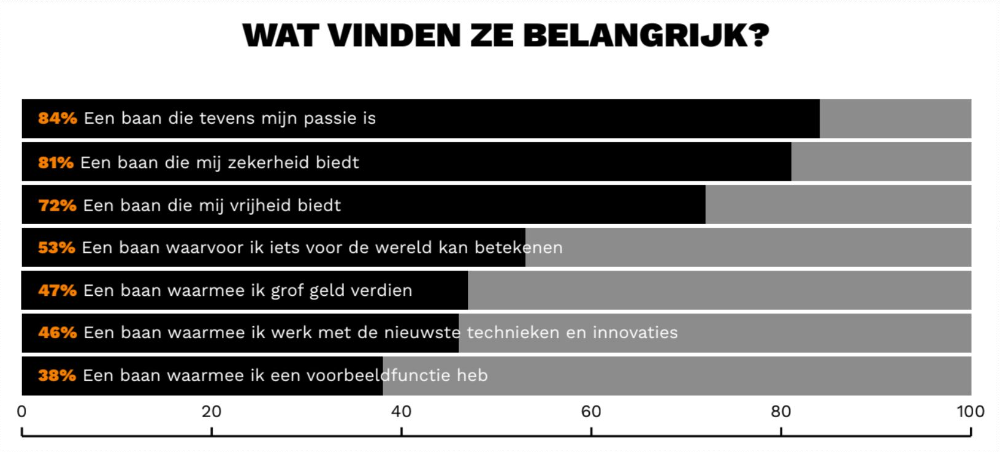 WAT VINDEN ZE BELANGRIJK?
84% Een baan die tevens mijn passie is
81% Een baan die mij zekerheid biedt
72% Een baan die mij vrijheid biedt
53% Een baan waarvoor ik iets voor de wereld kan betekenen
47% Een baan waarmee ik grof geld verdien
46% Een baan waarmee ik werk met de nieuwste technieken en innovaties
38% Een baan waarmee ik een voorbeeldfunctie heb
0 20 40 60 80 100